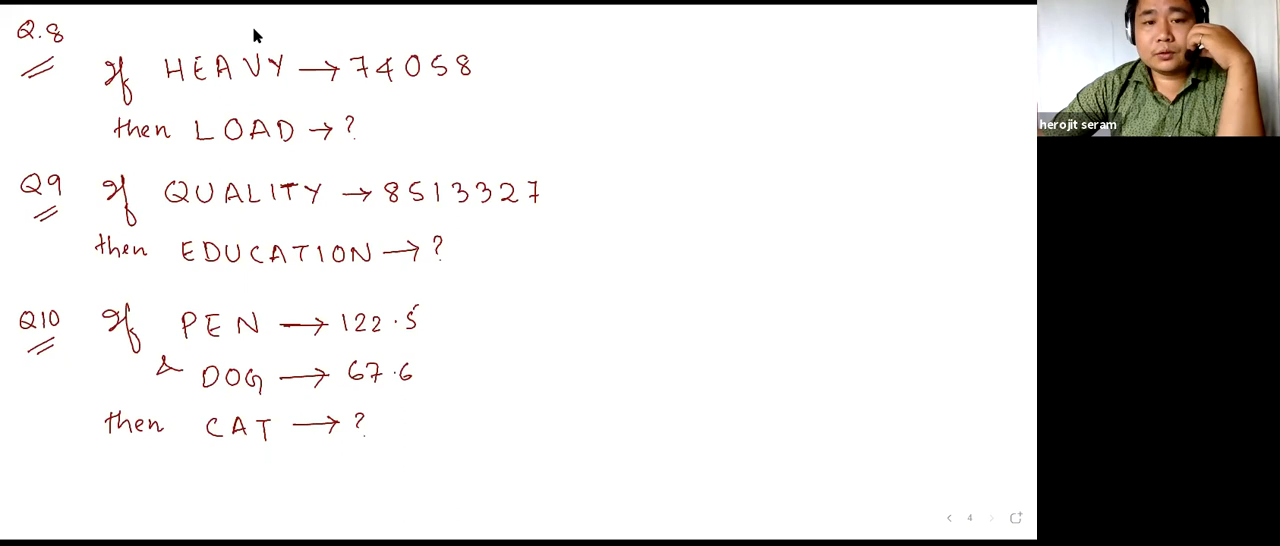 Q.8
If HEAVY → 74058
then LOAD → ?
Q9 If QUALITY → 8513327
then EDUCATION → ?
Q10 If PEN → 122.5
& DOG → 67.6
then CAT → ?
herojit seram
4